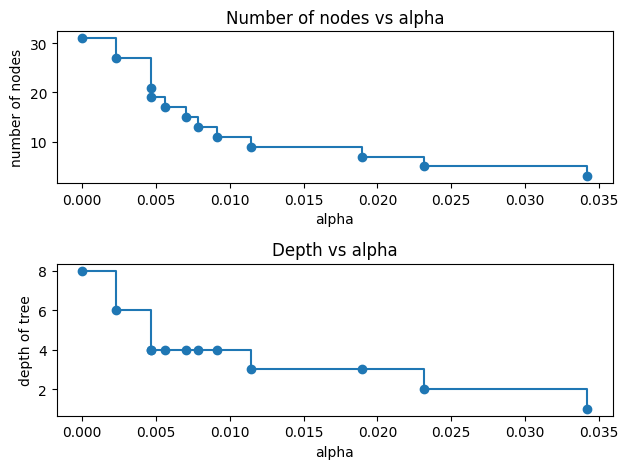 Number of nodes vs alpha
number of nodes
30
20
10
0.000 0.005 0.010 0.015 0.020 0.025 0.030 0.035
alpha
Depth vs alpha
depth of tree
8
6
4
2
0.000 0.005 0.010 0.015 0.020 0.025 0.030 0.035
alpha